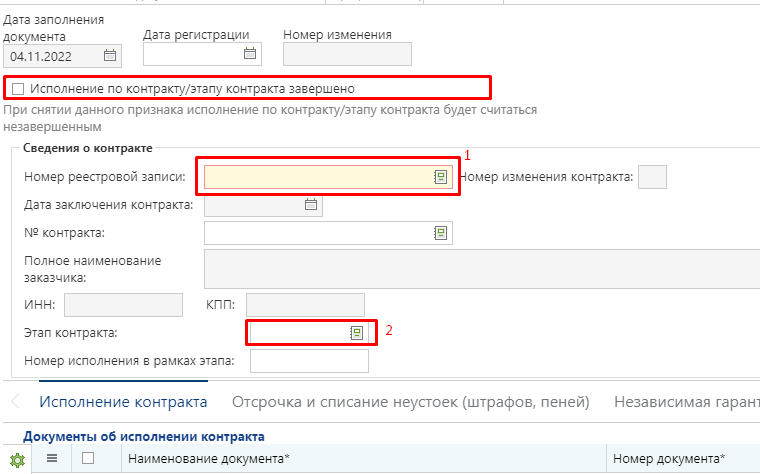 Дата заполнения
документа
Дата регистрации
Номер изменения
04.11.2022
Исполнение по контракту/этапу контракта завершено
При снятии данного признака исполнение по контракту/этапу контракта будет считаться
незавершенным
Сведения о контракте
1
Номер реестровой записи:
Номер изменения контракта:
Дата заключения контракта:
№ контракта:
Полное наименование
заказчика:
ИНН:
КПП:
Этап контракта:
2
Номер исполнения в рамках этапа:
Исполнение контракта
Отсрочка и списание неустоек (штрафов, пеней)
Независимая гарант
Документы об исполнении контракта
Наименование документа*
Номер документа*